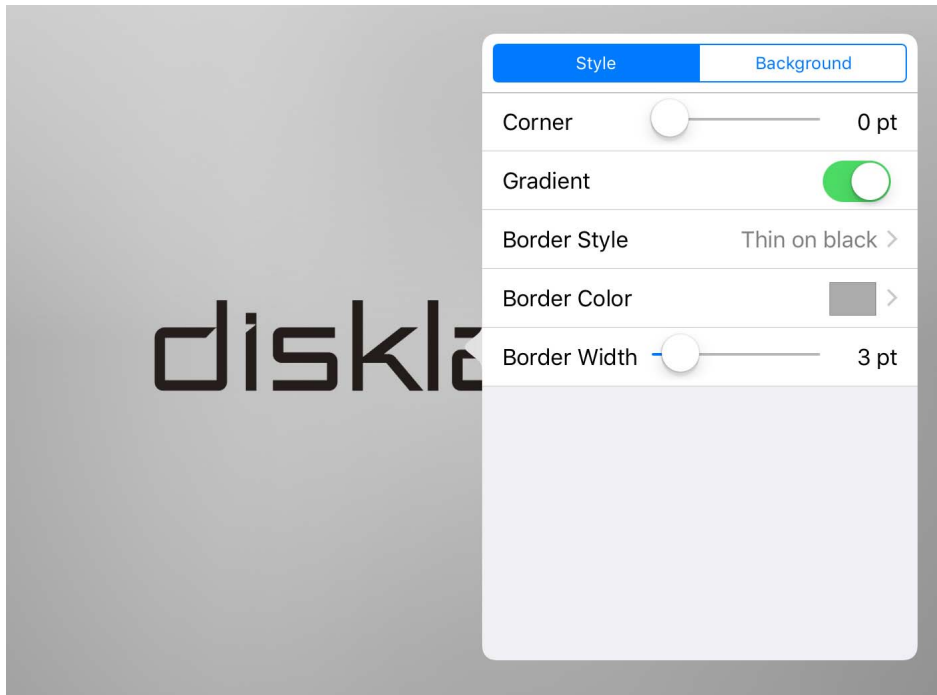 Style Background
Corner 0 pt
Gradient
Border Style Thin on black
Border Color
diskl
Border Width 3 pt